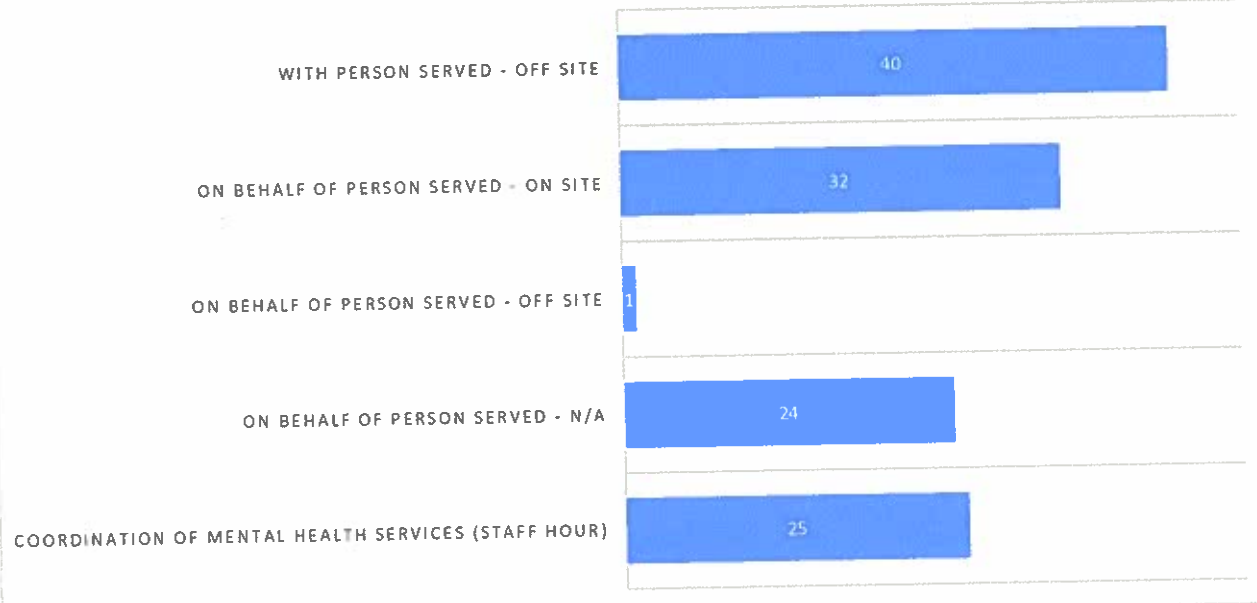 WITH PERSON SERVED - OFF SITE
40
ON BEHALF OF PERSON SERVED - ON SITE
32
ON BEHALF OF PERSON SERVED - OFF SITE
1
ON BEHALF OF PERSON SERVED - N/A
24
COORDINATION OF MENTAL HEALTH SERVICES (STAFF HOUR)
25